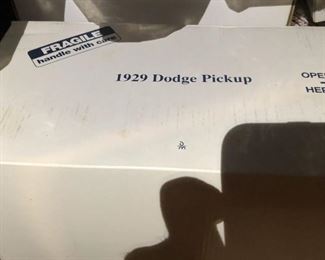 FRAGILE
handle with care
1929 Dodge Pickup
OPE
HER